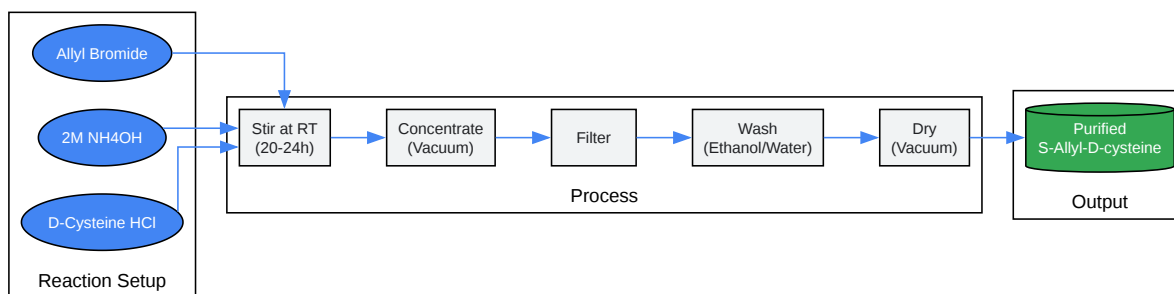 Allyl Bromide
2M NH4OH
D-Cysteine HCl
Reaction Setup
Stir at RT
(20-24h)
Concentrate
(Vacuum)
Filter
Wash
(Ethanol/Water)
Dry
(Vacuum)
Process
Purified
S-Allyl-D-cysteine
Output